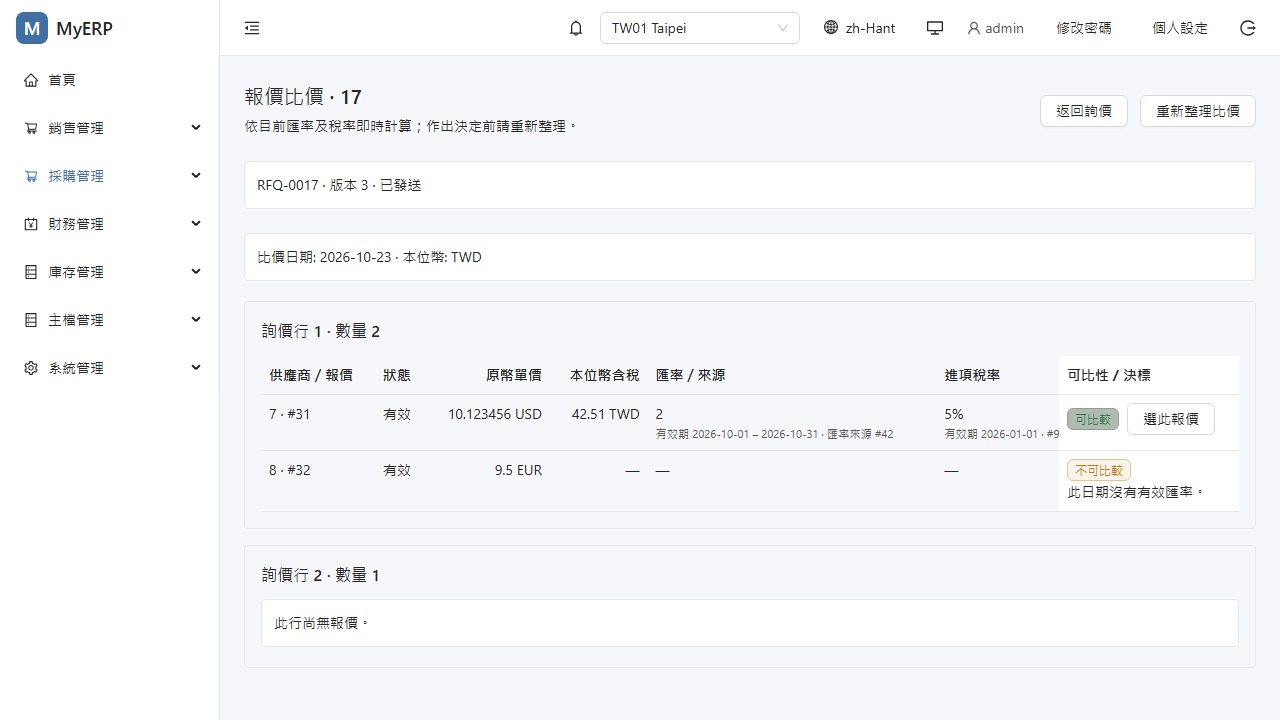 M MyERP
TW01 Taipei
zh-Hant
admin
修改密碼
個人設定
首頁
銷售管理
採購管理
財務管理
庫存管理
主檔管理
系統管理
報價比價 · 17
依目前匯率及稅率即時計算；作出決定前請重新整理。
返回詢價
重新整理比價
RFQ-0017 · 版本 3 · 已發送
比價日期: 2026-10-23 · 本位幣: TWD
詢價行 1 · 數量 2
供應商 / 報價 狀態 原幣單價 本位幣含稅 匯率 / 來源 進項稅率 可比性 / 決標
7 · #31 有效 10.123456 USD 42.51 TWD 2 5% 可比較 選此報價
有效期 2026-10-01 – 2026-10-31 · 匯率來源 #42 有效期 2026-01-01 · #9
8 · #32 有效 9.5 EUR — — — 不可比較
此日期沒有有效匯率。
詢價行 2 · 數量 1
此行尚無報價。